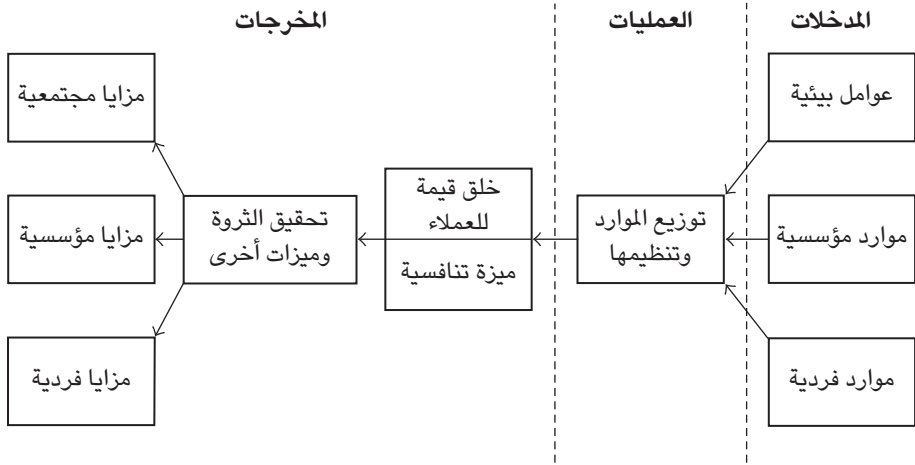 المدخلات
العمليات
المخرجات
عوامل بيئية
موارد مؤسسية
موارد فردية
توزيع الموارد
وتنظيمها
خلق قيمة
للعملاء
ميزة تنافسية
تحقيق الثروة
وميزات أخرى
مزايا مجتمعية
مزايا مؤسسية
مزايا فردية